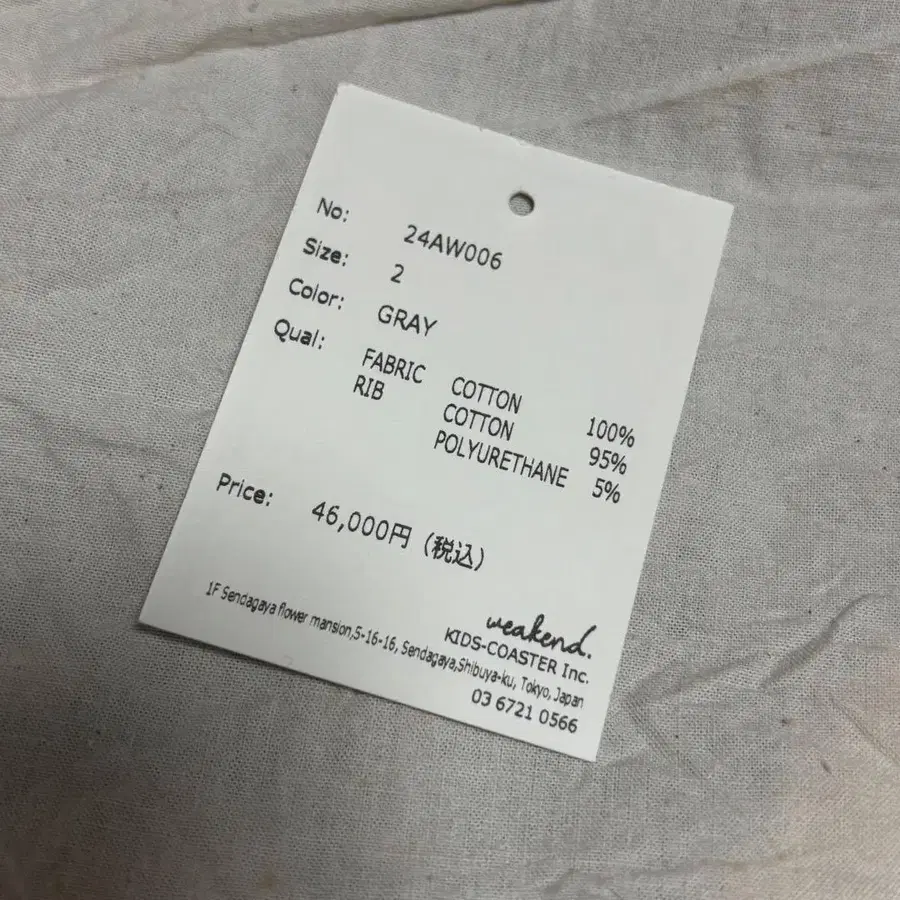 No: 24AW006
Size: 2
Color: GRAY
Qual: FABRIC COTTON 100%
RIB COTTON 95%
POLYURETHANE 5%
Price: 46,000円 (税込)
weakend.
KIDS-COASTER Inc.
1F Sendagaya flower mansion,5-16-16, Sendagaya,Shibuya-ku, Tokyo, Japan
03 6721 0566